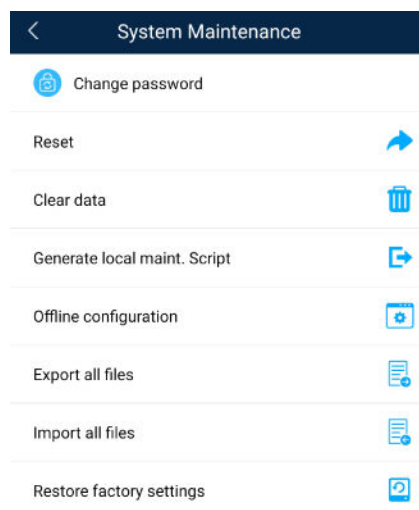 System Maintenance
Change password
Reset
Clear data
Generate local maint. Script
Offline configuration
Export all files
Import all files
Restore factory settings